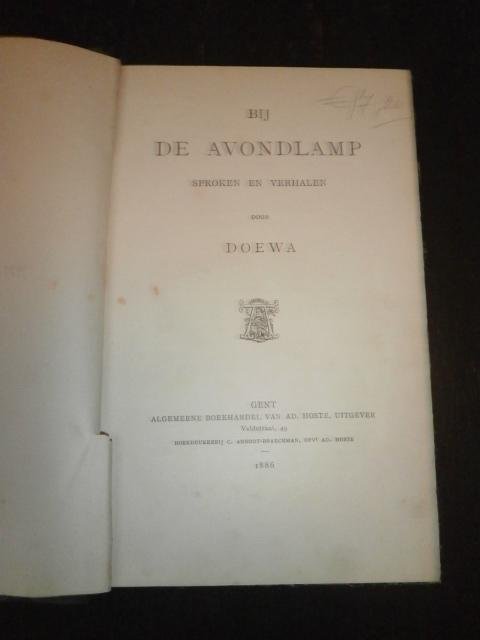 BIJ
DE AVONDLAMP
SPROKEN EN VERHALEN
DOOR
DOEWA
GENT
ALGEMEENE BOEKHANDEL VAN AD. HOSTE, UITGEVER
Veldstraat, 49
BOEKDRUKKERIJ C. ANNOOT-BRAECKMAN, OPVR AD. HOSTE
1886